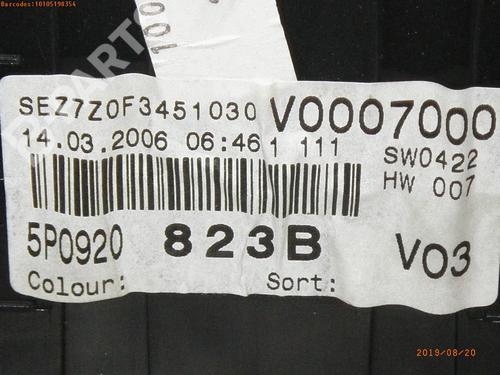 Barcodes:10105198354
100
SEZ7Z0F3451030 V0007000
14.03.2006 06:46 1 111
SW0422
HW 007
5P0920 823B V03
Colour: Sort:
2019/08/20